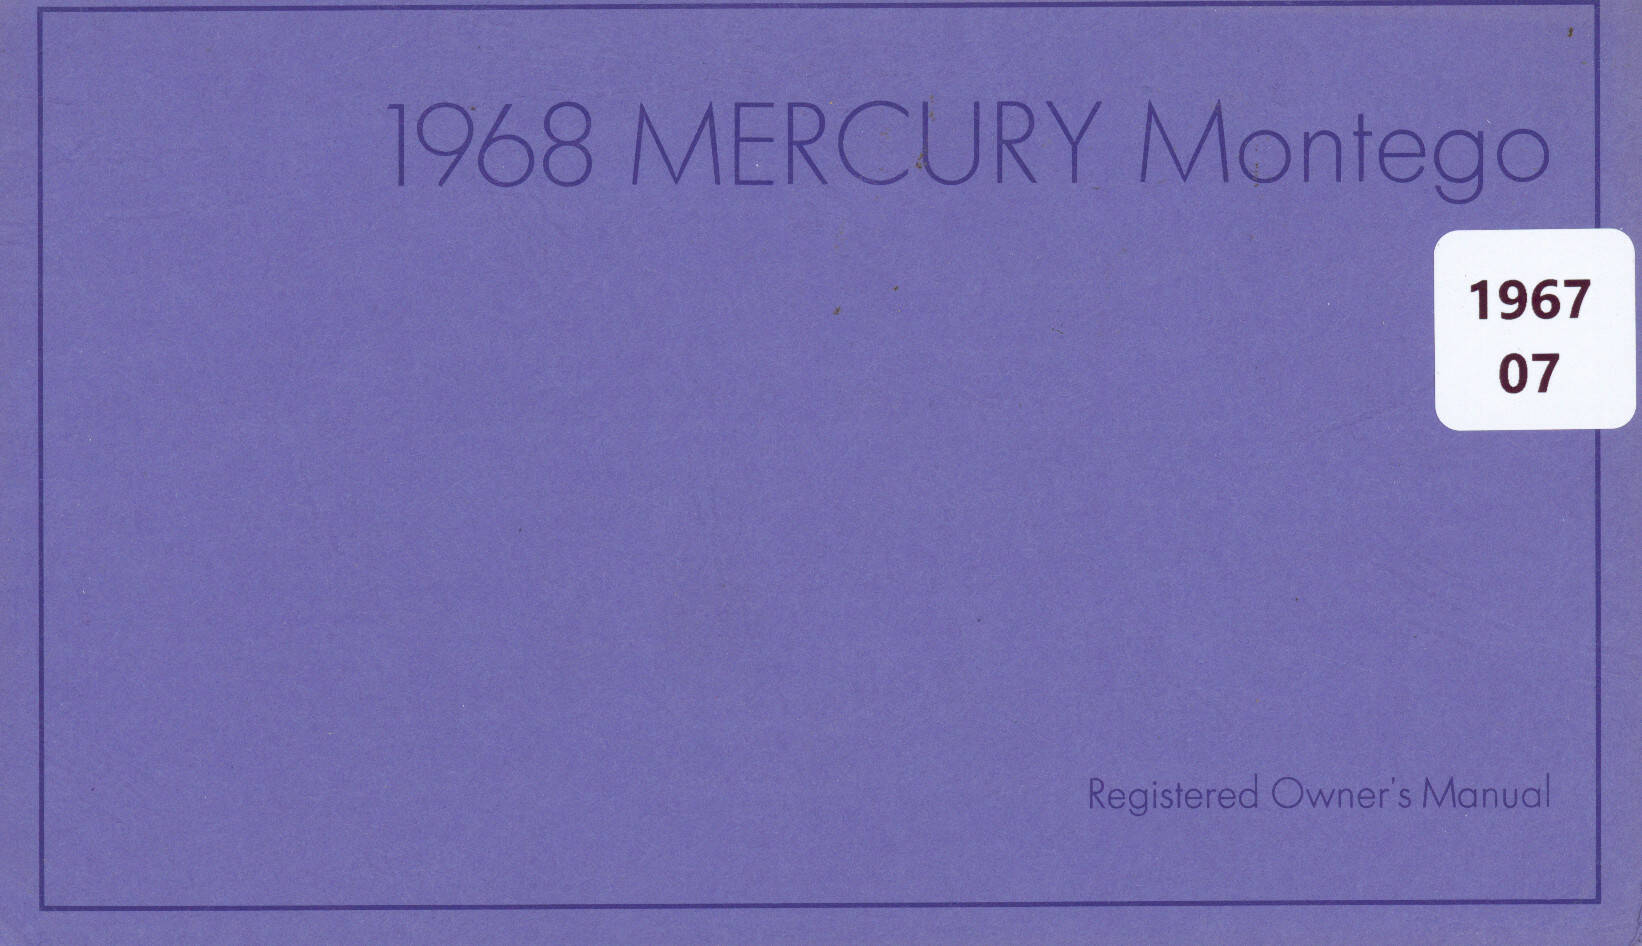 1968 MERCURY Montego
1967
07
Registered Owner's Manual